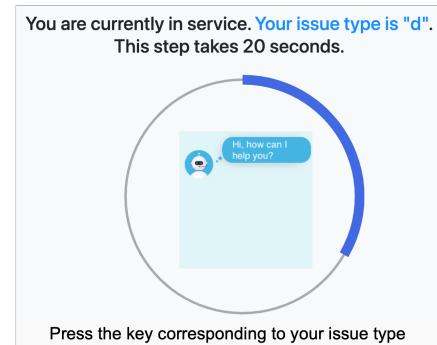 You are currently in service. Your issue type is "d".
This step takes 20 seconds.
Hi, how can I
help you?
Press the key corresponding to your issue type